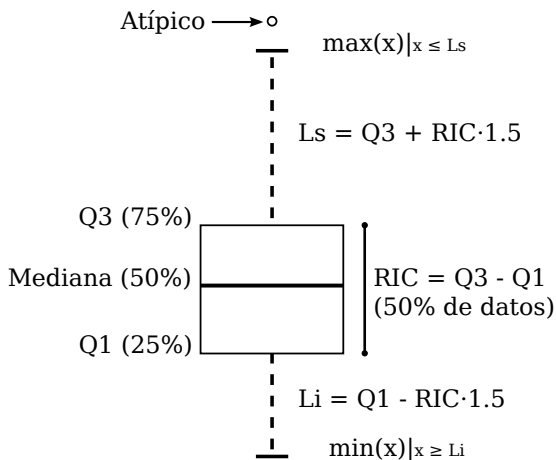 Atípico
max(x)|x ≤ Ls
Ls = Q3 + RIC·1.5
Q3 (75%)
Mediana (50%)
RIC = Q3 - Q1
(50% de datos)
Q1 (25%)
Li = Q1 - RIC·1.5
min(x)|x ≥ Li